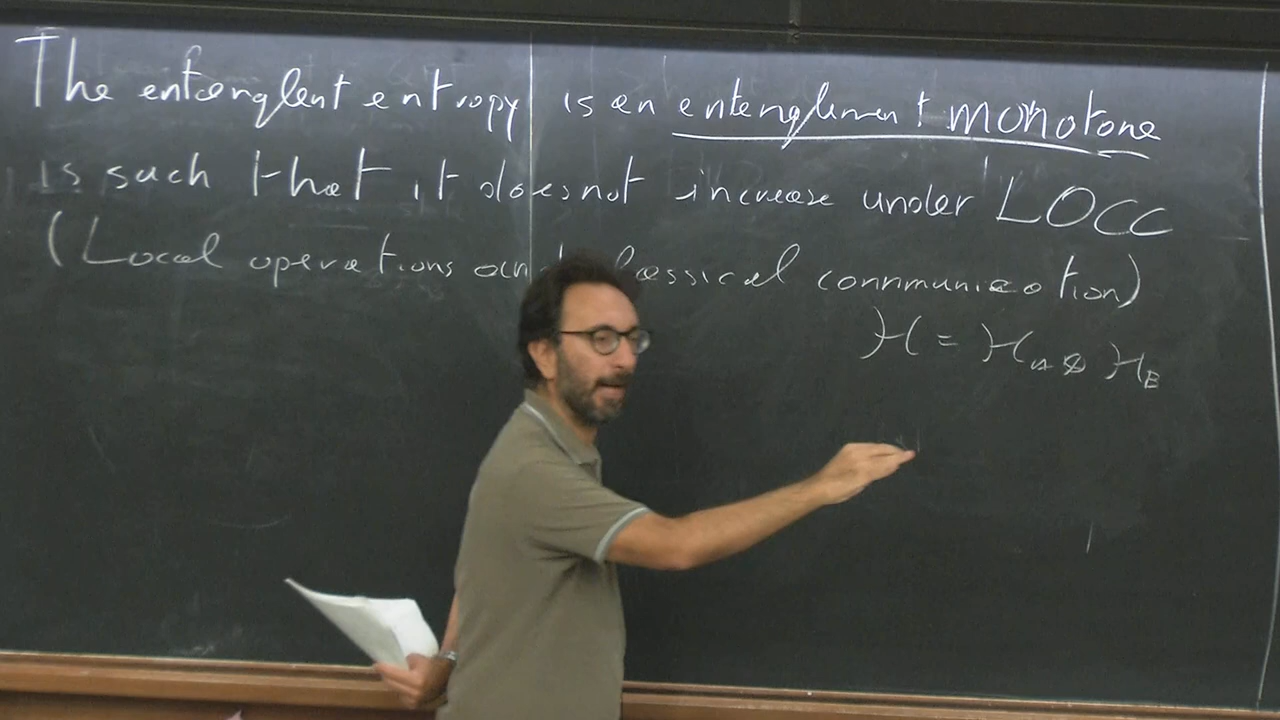 The entanglent entropy is an entanglement monotone
is such that it does not increase under LOCC
(Local operations and classical communication)
H = H_A ⊗ H_B